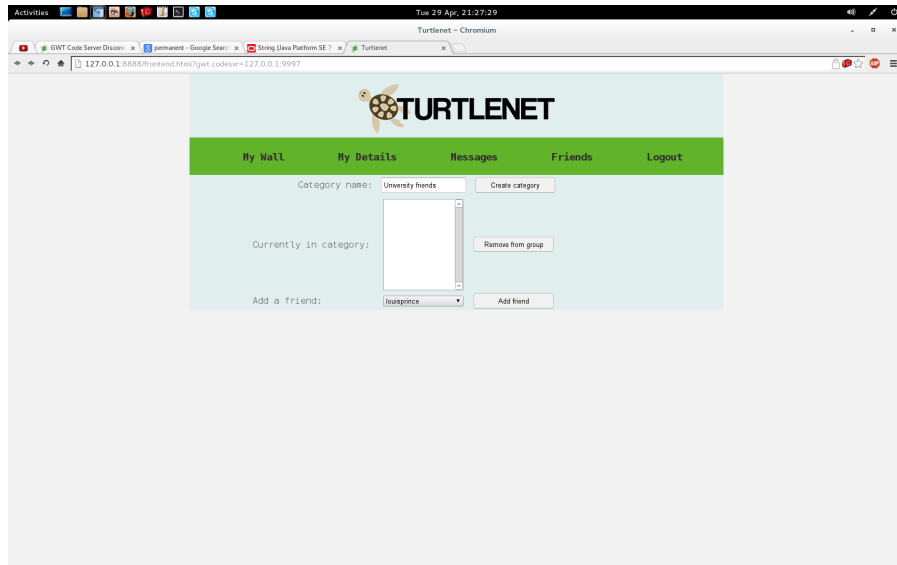 Activities
Tue 29 Apr, 21:27:29
Turtlenet - Chromium
GWT Code Server Disconn
permanent - Google Search
String (Java Platform SE 7
Turtlenet
127.0.0.1:8888/frontend.html?gwt.codesvr=127.0.0.1:9997
TURTLENET
My Wall My Details Messages Friends Logout
Category name: University friends Create category
Currently in category: Remove from group
Add a friend: louisprince Add friend